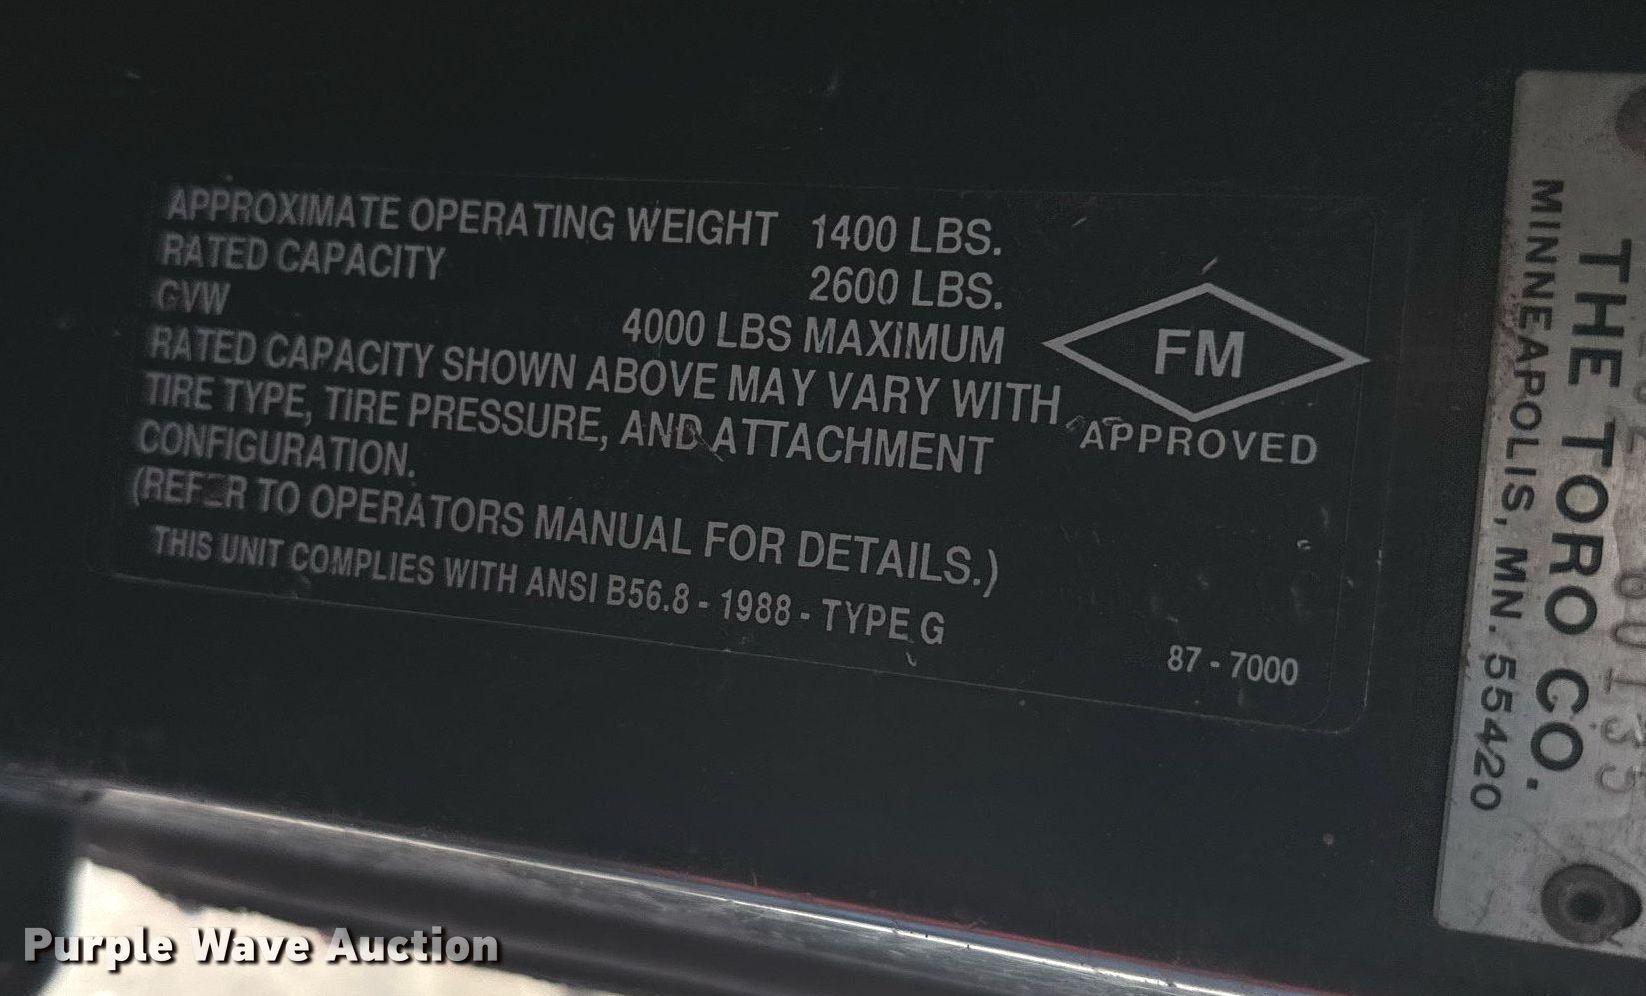 APPROXIMATE OPERATING WEIGHT 1400 LBS.
RATED CAPACITY 2600 LBS.
GVW 4000 LBS MAXIMUM
RATED CAPACITY SHOWN ABOVE MAY VARY WITH
TIRE TYPE, TIRE PRESSURE, AND ATTACHMENT
CONFIGURATION.
(REFER TO OPERATORS MANUAL FOR DETAILS.)
THIS UNIT COMPLIES WITH ANSI B56.8 - 1988 - TYPE G
FM
APPROVED
87 - 7000
THE TORO CO.
MINNEAPOLIS, MN. 55420
Purple Wave Auction